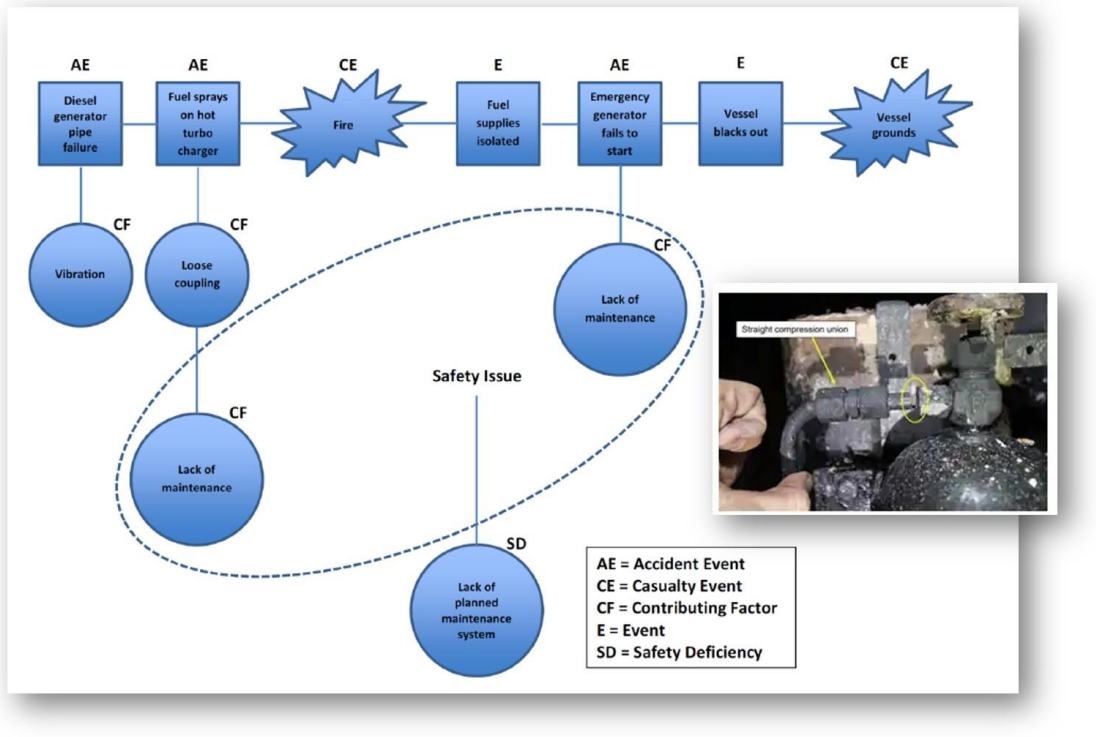 AE
AE
CE
E
AE
E
CE
Diesel
generator
pipe
failure
Fuel sprays
on hot
turbo
charger
Fire
Fuel
supplies
isolated
Emergency
generator
fails to
start
Vessel
blacks out
Vessel
grounds
CF
Vibration
CF
Loose
coupling
CF
Lack of
maintenance
Straight compression union
Safety Issue
CF
Lack of
maintenance
SD
Lack of
planned
maintenance
system
AE = Accident Event
CE = Casualty Event
CF = Contributing Factor
E = Event
SD = Safety Deficiency